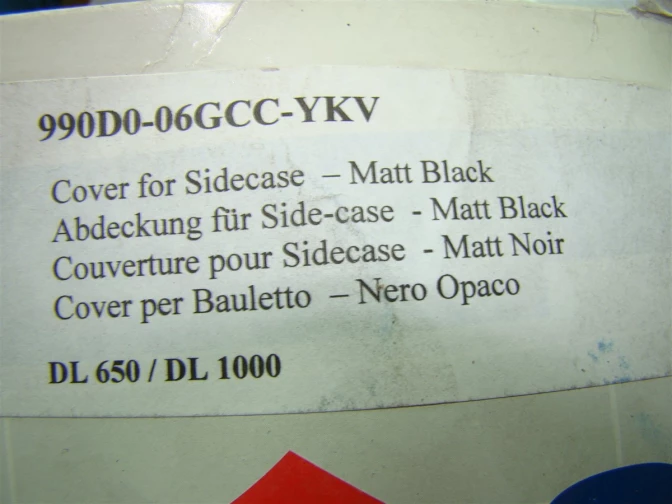 990D0-06GCC-YKV
Cover for Sidecase – Matt Black
Abdeckung für Side-case - Matt Black
Couverture pour Sidecase - Matt Noir
Cover per Bauletto – Nero Opaco
DL 650 / DL 1000